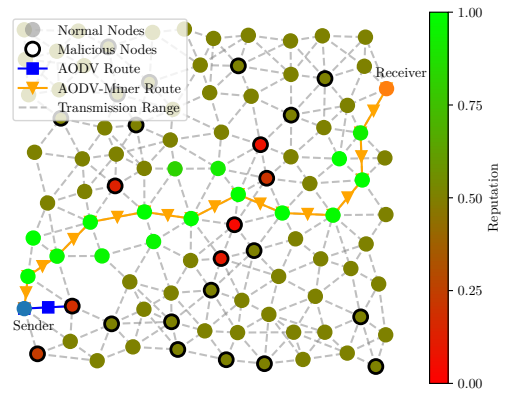 Normal Nodes
Malicious Nodes
AODV Route
AODV-Miner Route
Transmission Range
Receiver
Sender
1.00
0.75
0.50
0.25
0.00
Reputation